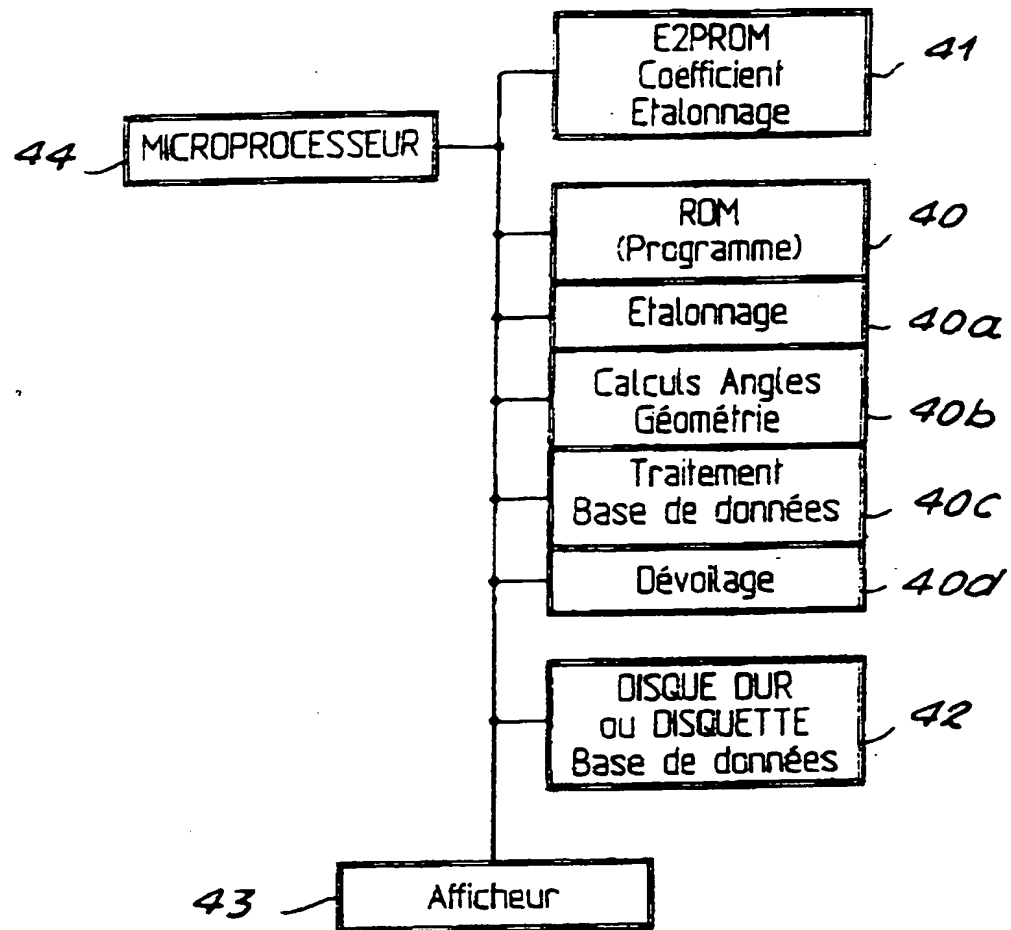 E2PROM
Coefficient
Etalonnage
41
MICROPROCESSEUR
44
ROM
(Programme)
40
Etalonnage
40a
Calculs Angles
Géométrie
40b
Traitement
Base de données
40c
Dévoilage
40d
DISQUE DUR
ou DISQUETTE
Base de données
42
Afficheur
43